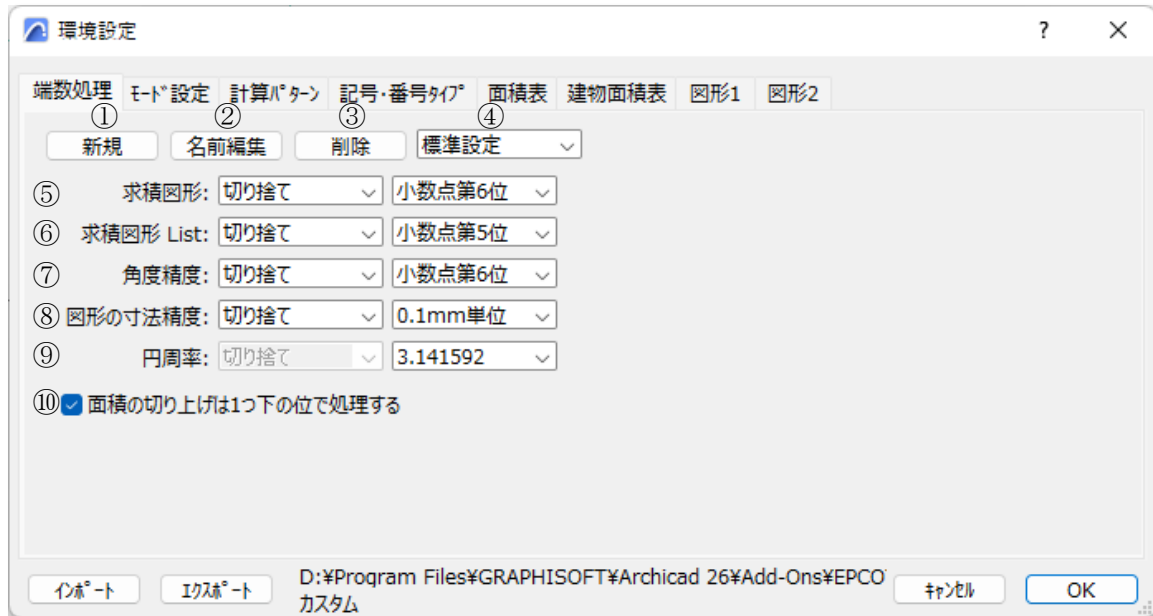 環境設定 ?
端数処理 ﾓｰﾄﾞ設定 計算ﾊﾟﾀｰﾝ 記号・番号ﾀｲﾌﾟ 面積表 建物面積表 図形1 図形2
① ② ③ ④
新規 名前編集 削除 標準設定
⑤ 求積図形: 切り捨て 小数点第6位
⑥ 求積図形 List: 切り捨て 小数点第5位
⑦ 角度精度: 切り捨て 小数点第6位
⑧ 図形の寸法精度: 切り捨て 0.1mm単位
⑨ 円周率: 切り捨て 3.141592
⑩ 面積の切り上げは1つ下の位で処理する
ｲﾝﾎﾟｰﾄ ｴｸｽﾎﾟｰﾄ D:¥Program Files¥GRAPHISOFT¥Archicad 26¥Add-Ons¥EPCO ｷｬﾝｾﾙ OK
カスタム